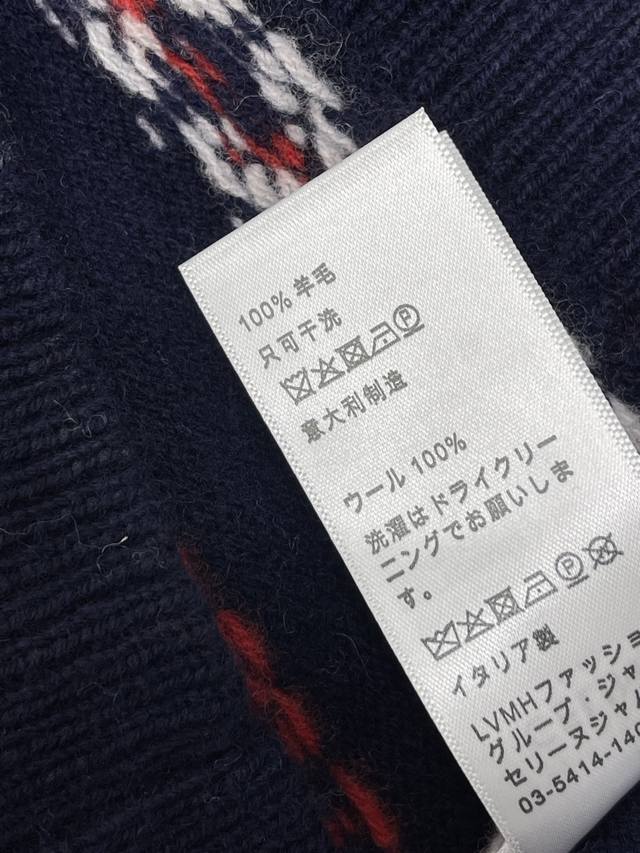 100% 羊毛
只可干洗
意大利制造
ウール 100%
洗濯はドライクリー
ニングでお願いしま
す。
イタリア製
LVMHファッショ
グループ・ジャ
セリーヌジャパ
03-5414-140